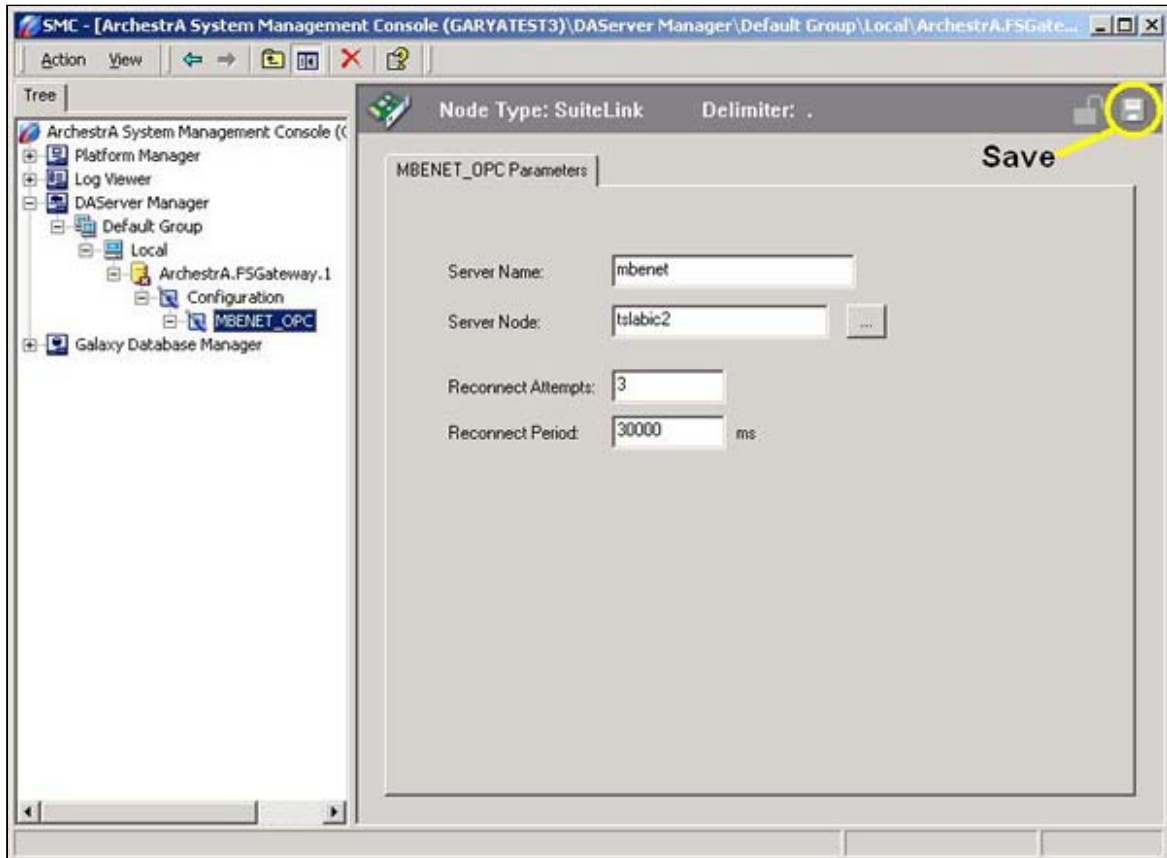 SMC - [ArchestrA System Management Console (GARYATEST3)\DAServer Manager\Default Group\Local\ArchestrA.FSGate...
Action View
Tree
ArchestrA System Management Console (G
Platform Manager
Log Viewer
DAServer Manager
Default Group
Local
ArchestrA.FSGateway.1
Configuration
MBENET_OPC
Galaxy Database Manager
Node Type: SuiteLink Delimiter: .
Save
MBENET_OPC Parameters
Server Name: mbenet
Server Node: tslabic2 ...
Reconnect Attempts: 3
Reconnect Period: 30000 ms